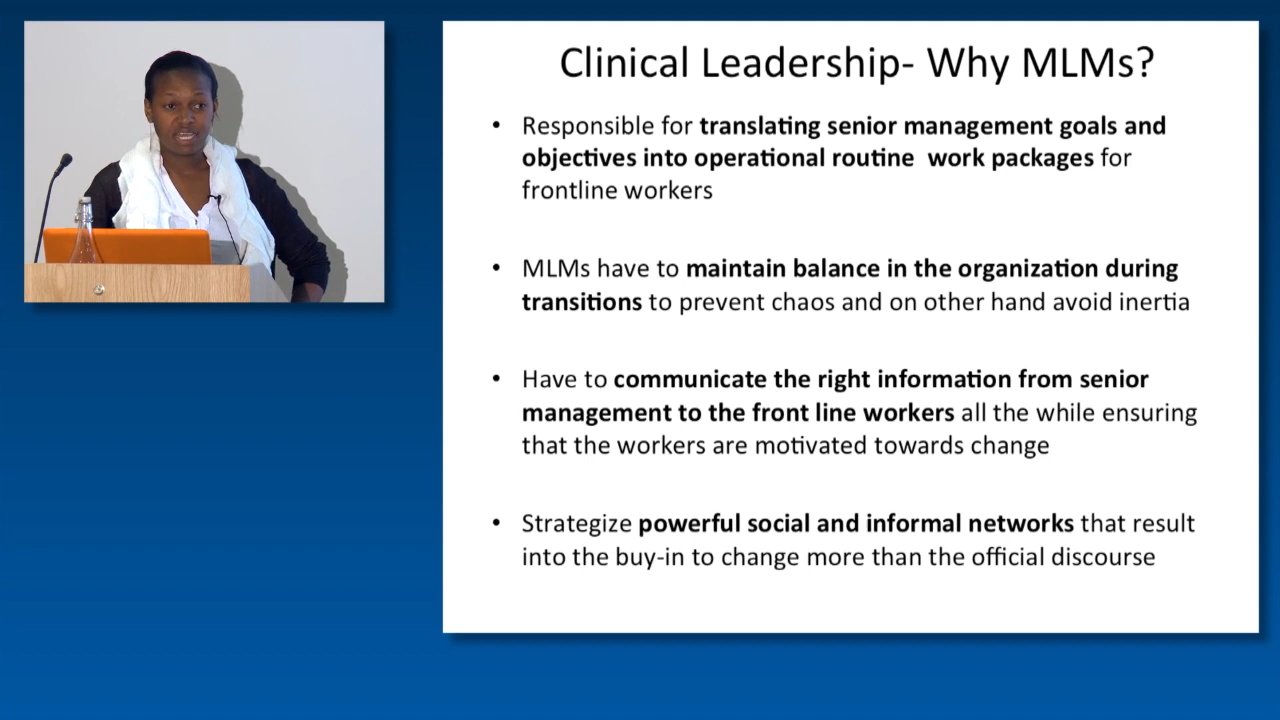 Clinical Leadership- Why MLMs?
• Responsible for translating senior management goals and
objectives into operational routine  work packages for
frontline workers
• MLMs have to maintain balance in the organization during
transitions to prevent chaos and on other hand avoid inertia
• Have to communicate the right information from senior
management to the front line workers all the while ensuring
that the workers are motivated towards change
• Strategize powerful social and informal networks that result
into the buy-in to change more than the official discourse